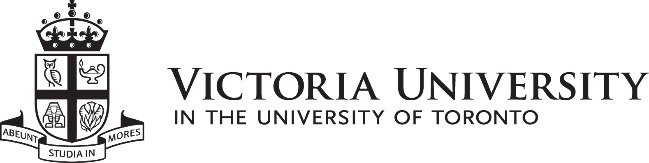 VICTORIA UNIVERSITY
IN THE UNIVERSITY OF TORONTO
ABEUNT STUDIA IN MORES